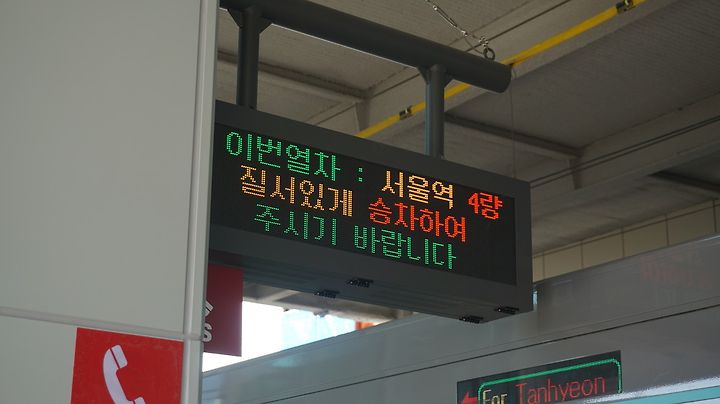 이번열차 : 서울역 4량
질서있게 승차하여
주시기 바랍니다
For Tanhyeon